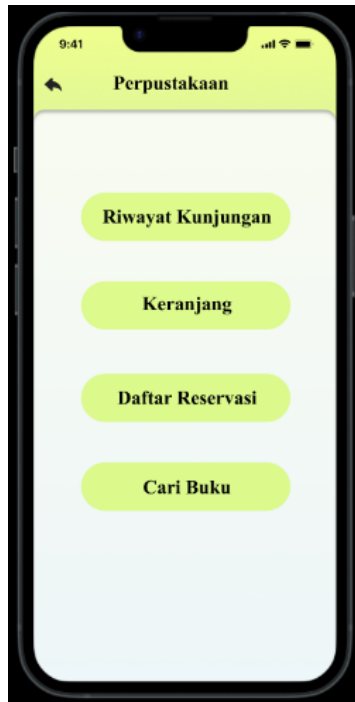 9:41
Perpustakaan
Riwayat Kunjungan
Keranjang
Daftar Reservasi
Cari Buku